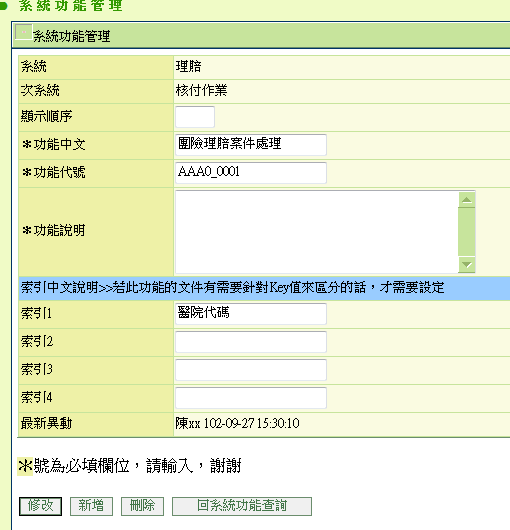 系統功能管理
系統功能管理
系統 理賠
次系統 核付作業
顯示順序
＊功能中文 團險理賠案件處理
＊功能代號 AAA0_0001
＊功能說明
索引中文說明>>若此功能的文件有需要針對Key值來區分的話，才需要設定
索引1 醫院代碼
索引2
索引3
索引4
最新異動 陳xx 102-09-27 15:30:10
＊號為必填欄位，請輸入，謝謝
修改 新增 刪除 回系統功能查詢